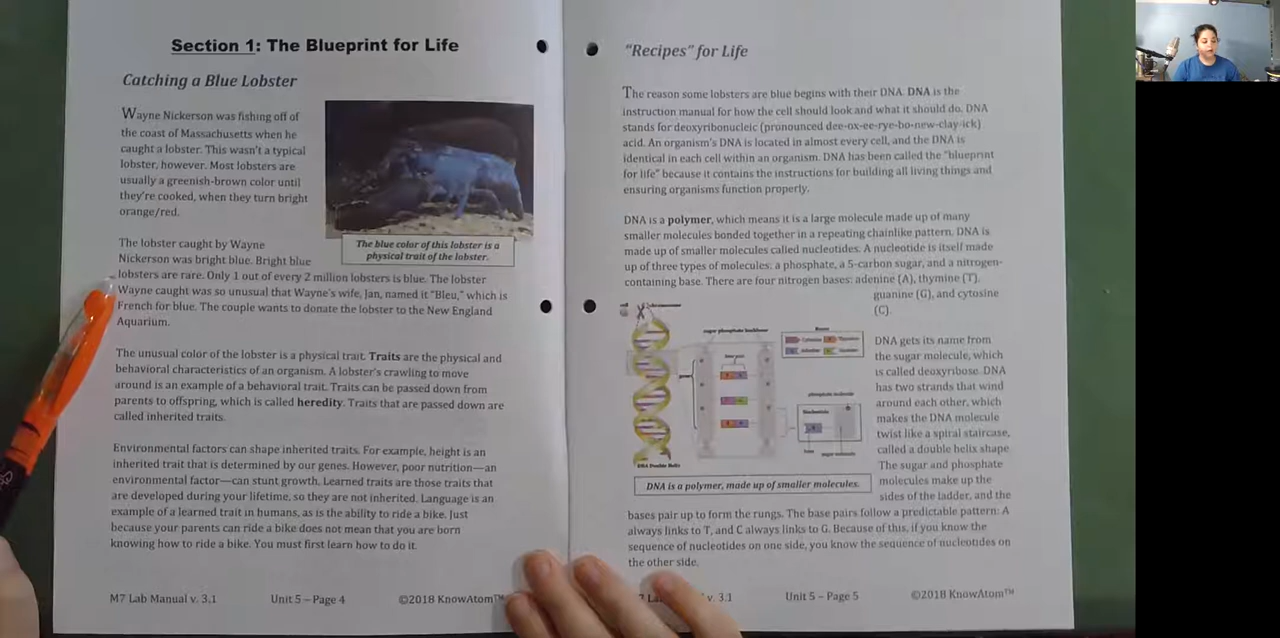 Section 1: The Blueprint for Life
Catching a Blue Lobster
Wayne Nickerson was fishing off of
the coast of Massachusetts when he
caught a lobster. This wasn't a typical
lobster, however. Most lobsters are
usually a greenish-brown color until
they're cooked, when they turn bright
orange/red.
The blue color of this lobster is a
physical trait of the lobster.
The lobster caught by Wayne
Nickerson was bright blue. Bright blue
lobsters are rare. Only 1 out of every 2 million lobsters is blue. The lobster
Wayne caught was so unusual that Wayne's wife, Jan, named it "Bleu," which is
French for blue. The couple wants to donate the lobster to the New England
Aquarium.
The unusual color of the lobster is a physical trait. Traits are the physical and
behavioral characteristics of an organism. A lobster's crawling to move
around is an example of a behavioral trait. Traits can be passed down from
parents to offspring, which is called heredity. Traits that are passed down are
called inherited traits.
Environmental factors can shape inherited traits. For example, height is an
inherited trait that is determined by our genes. However, poor nutrition—an
environmental factor—can stunt growth. Learned traits are those traits that
are developed during your lifetime, so they are not inherited. Language is an
example of a learned trait in humans, as is the ability to ride a bike. Just
because your parents can ride a bike does not mean that you are born
knowing how to ride a bike. You must first learn how to do it.
M7 Lab Manual v. 3.1 Unit 5 – Page 4 ©2018 KnowAtom™
"Recipes" for Life
The reason some lobsters are blue begins with their DNA. DNA is the
instruction manual for how the cell should look and what it should do. DNA
stands for deoxyribonucleic (pronounced dee-ox-ee-rye-bo-new-clay-ick)
acid. An organism's DNA is located in almost every cell, and the DNA is
identical in each cell within an organism. DNA has been called the "blueprint
for life" because it contains the instructions for building all living things and
ensuring organisms function properly.
DNA is a polymer, which means it is a large molecule made up of many
smaller molecules bonded together in a repeating chainlike pattern. DNA is
made up of smaller molecules called nucleotides. A nucleotide is itself made
up of three types of molecules: a phosphate, a 5-carbon sugar, and a nitrogen-
containing base. There are four nitrogen bases: adenine (A), thymine (T),
guanine (G), and cytosine
(C).
chromosome
sugar phosphate backbone
Bases
phosphate molecule
Nucleotide
base
sugar molecule
DNA Double Helix
DNA is a polymer, made up of smaller molecules.
DNA gets its name from
the sugar molecule, which
is called deoxyribose. DNA
has two strands that wind
around each other, which
makes the DNA molecule
twist like a spiral staircase,
called a double helix shape.
The sugar and phosphate
molecules make up the
sides of the ladder, and the
bases pair up to form the rungs. The base pairs follow a predictable pattern: A
always links to T, and C always links to G. Because of this, if you know the
sequence of nucleotides on one side, you know the sequence of nucleotides on
the other side.
v. 3.1 Unit 5 – Page 5 ©2018 KnowAtom™